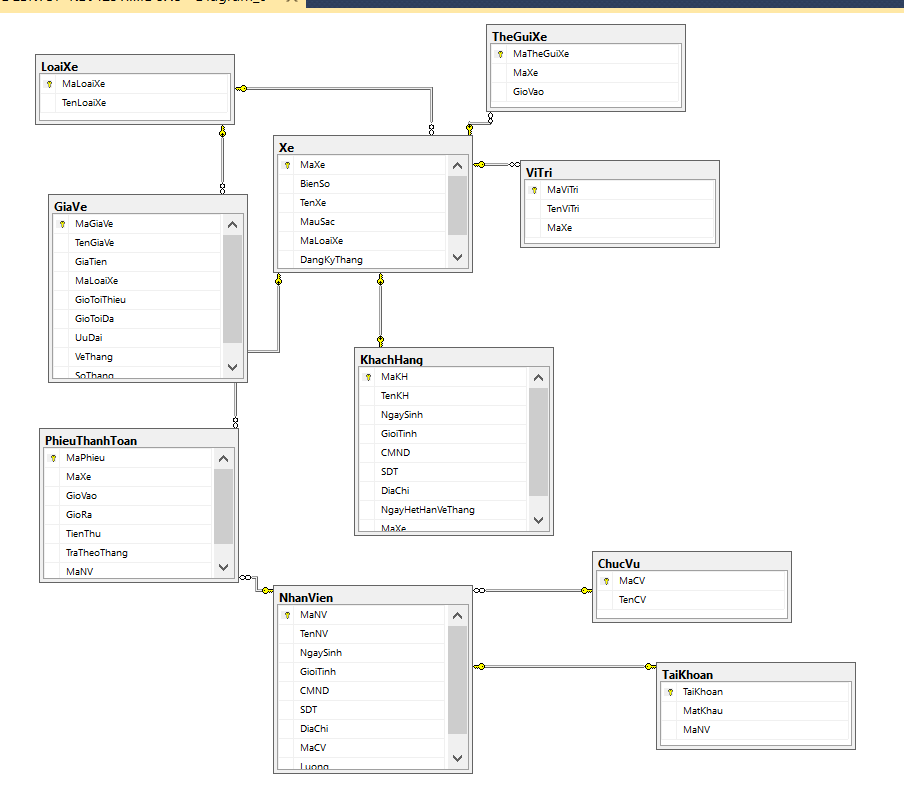 LoaiXe
MaLoaiXe
TenLoaiXe
TheGuiXe
MaTheGuiXe
MaXe
GioVao
Xe
MaXe
BienSo
TenXe
MauSac
MaLoaiXe
DangKyThang
ViTri
MaViTri
TenViTri
MaXe
GiaVe
MaGiaVe
TenGiaVe
GiaTien
MaLoaiXe
GioToiThieu
GioToiDa
UuDai
VeThang
SoThang
KhachHang
MaKH
TenKH
NgaySinh
GioiTinh
CMND
SDT
DiaChi
NgayHetHanVeThang
MaXe
PhieuThanhToan
MaPhieu
MaXe
GioVao
GioRa
TienThu
TraTheoThang
MaNV
NhanVien
MaNV
TenNV
NgaySinh
GioiTinh
CMND
SDT
DiaChi
MaCV
Luong
ChucVu
MaCV
TenCV
TaiKhoan
TaiKhoan
MatKhau
MaNV